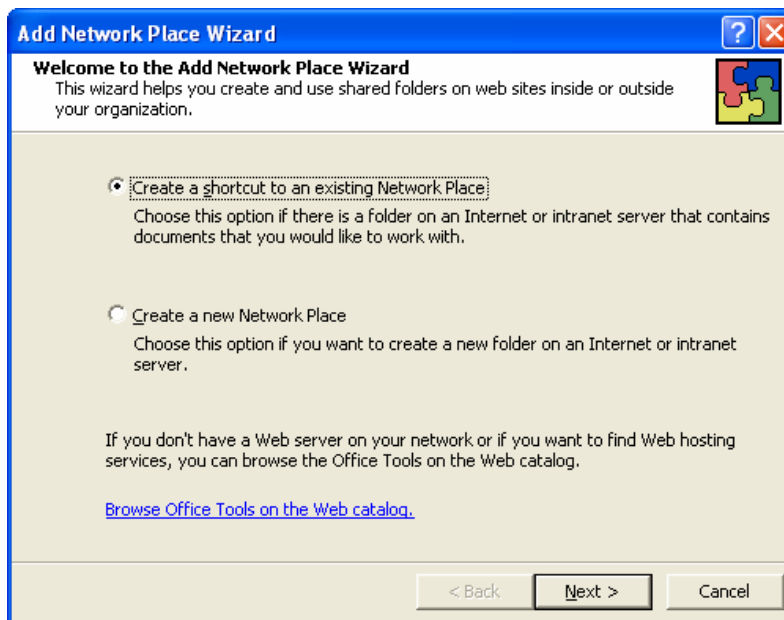 Add Network Place Wizard
Welcome to the Add Network Place Wizard
This wizard helps you create and use shared folders on web sites inside or outside
your organization.
Create a shortcut to an existing Network Place
Choose this option if there is a folder on an Internet or intranet server that contains
documents that you would like to work with.
Create a new Network Place
Choose this option if you want to create a new folder on an Internet or intranet
server.
If you don't have a Web server on your network or if you want to find Web hosting
services, you can browse the Office Tools on the Web catalog.
Browse Office Tools on the Web catalog.
< Back Next > Cancel